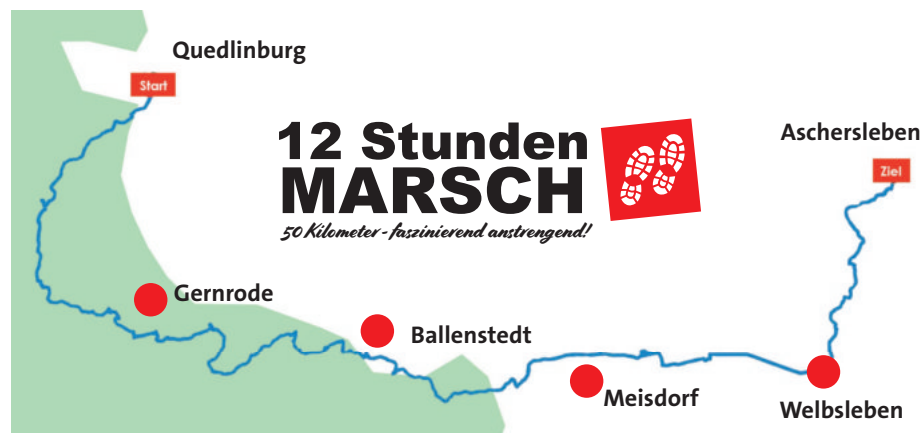 Quedlinburg
Start
12 Stunden
MARSCH
50 Kilometer - faszinierend anstrengend!
Aschersleben
Ziel
Gernrode
Ballenstedt
Meisdorf
Welbsleben